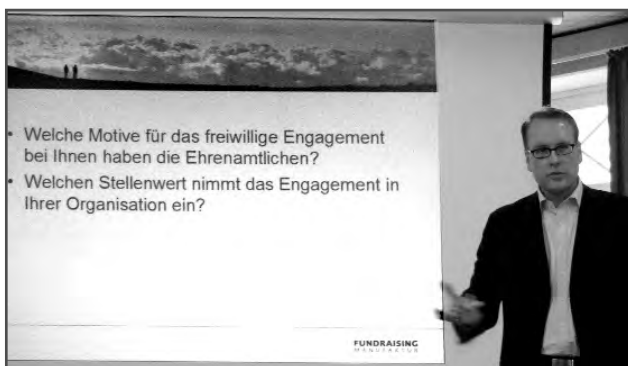 • Welche Motive für das freiwillige Engagement
bei Ihnen haben die Ehrenamtlichen?
• Welchen Stellenwert nimmt das Engagement in
Ihrer Organisation ein?
FUNDRAISING
MANUFAKTUR